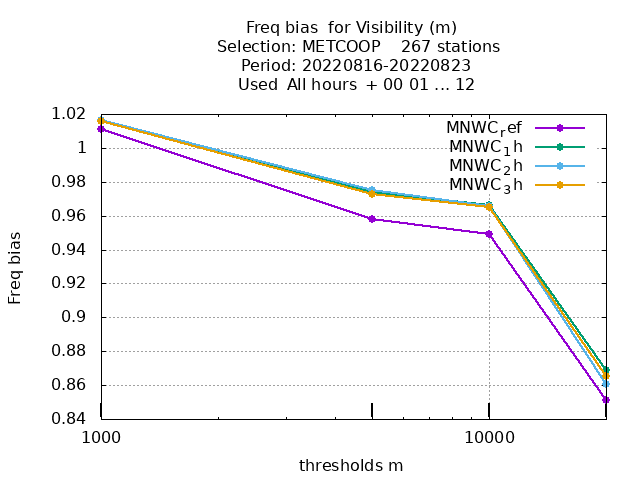 Freq bias  for Visibility (m)
Selection: METCOOP    267 stations
Period: 20220816-20220823
Used  All hours  + 00 01 ... 12
MNWC_ref
MNWC_1h
MNWC_2h
MNWC_3h
1.02
1
0.98
0.96
0.94
0.92
0.9
0.88
0.86
0.84
Freq bias
1000
10000
thresholds m